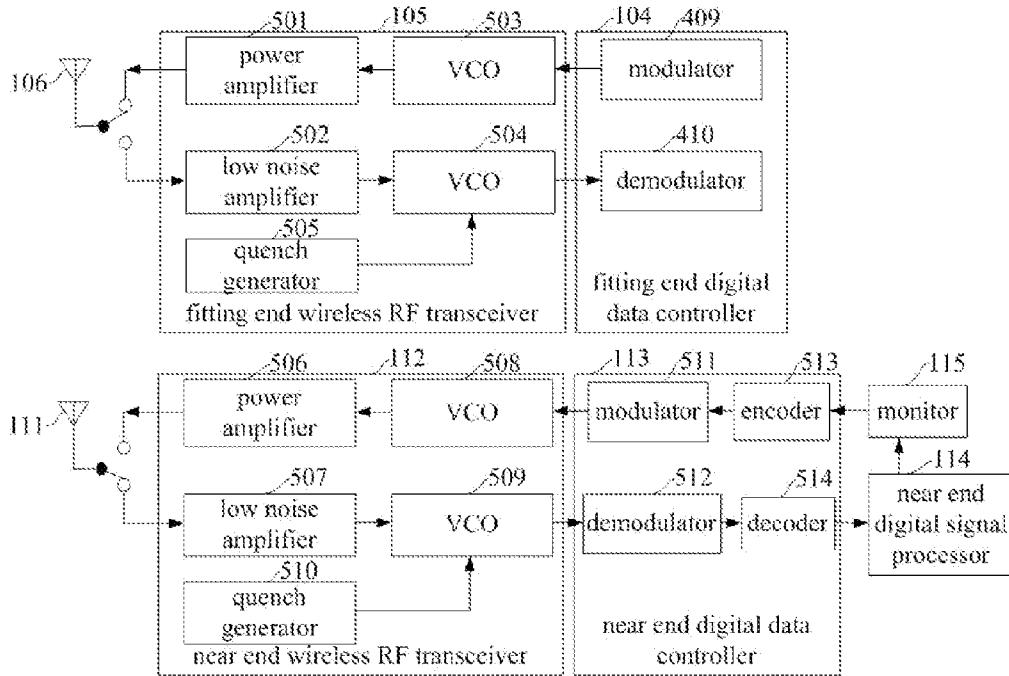 501
105
503
104
409
power
amplifier
VCO
modulator
106
502
504
410
low noise
amplifier
VCO
demodulator
505
quench
generator
fitting end wireless RF transceiver
fitting end digital
data controller
506
112
508
113
511
513
115
power
amplifier
VCO
modulator
encoder
monitor
111
507
509
512
514
114
low noise
amplifier
VCO
demodulator
decoder
near end
digital signal
processor
510
quench
generator
near end wireless RF transceiver
near end digital data
controller